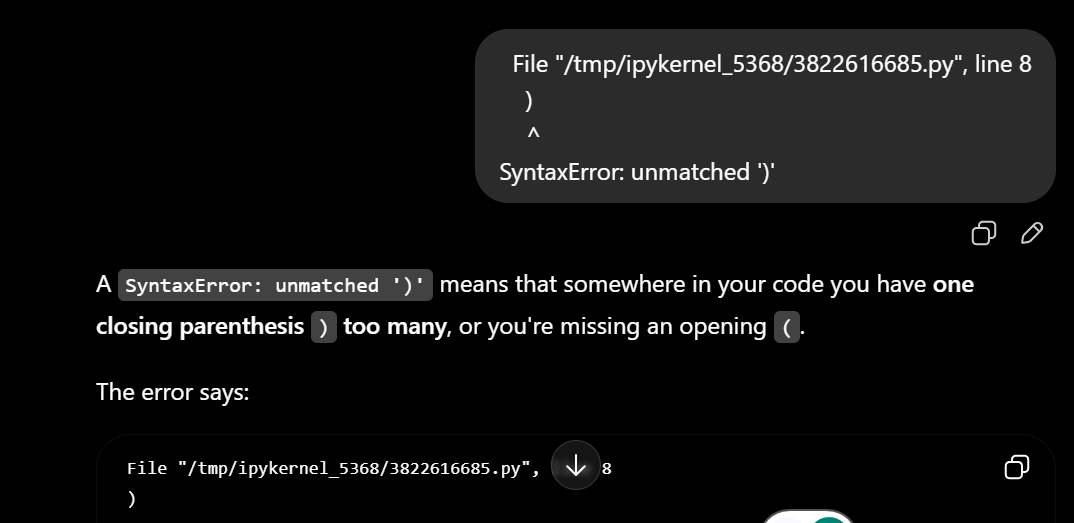 File "/tmp/ipykernel_5368/3822616685.py", line 8
)
^
SyntaxError: unmatched ')'
A SyntaxError: unmatched ')' means that somewhere in your code you have one
closing parenthesis ) too many, or you're missing an opening (.
The error says:
File "/tmp/ipykernel_5368/3822616685.py", 8
)